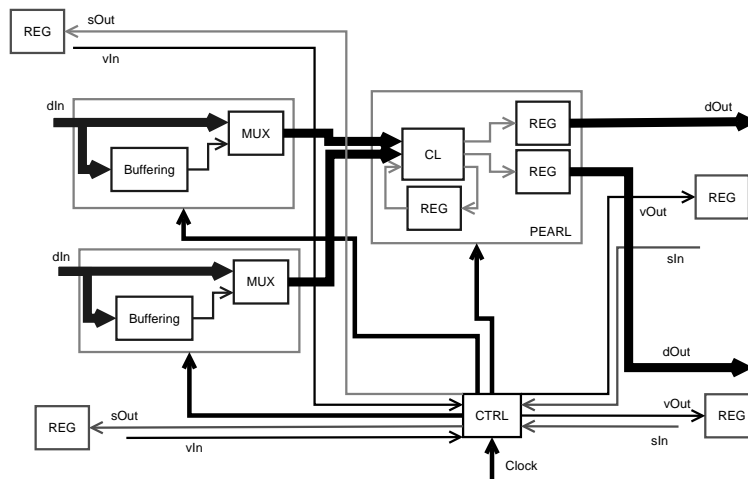 REG
sOut
vIn
dIn
MUX
Buffering
CL
REG
REG
REG
PEARL
dOut
vOut
REG
sIn
dIn
MUX
Buffering
dOut
REG
sOut
vIn
CTRL
vOut
REG
sIn
Clock